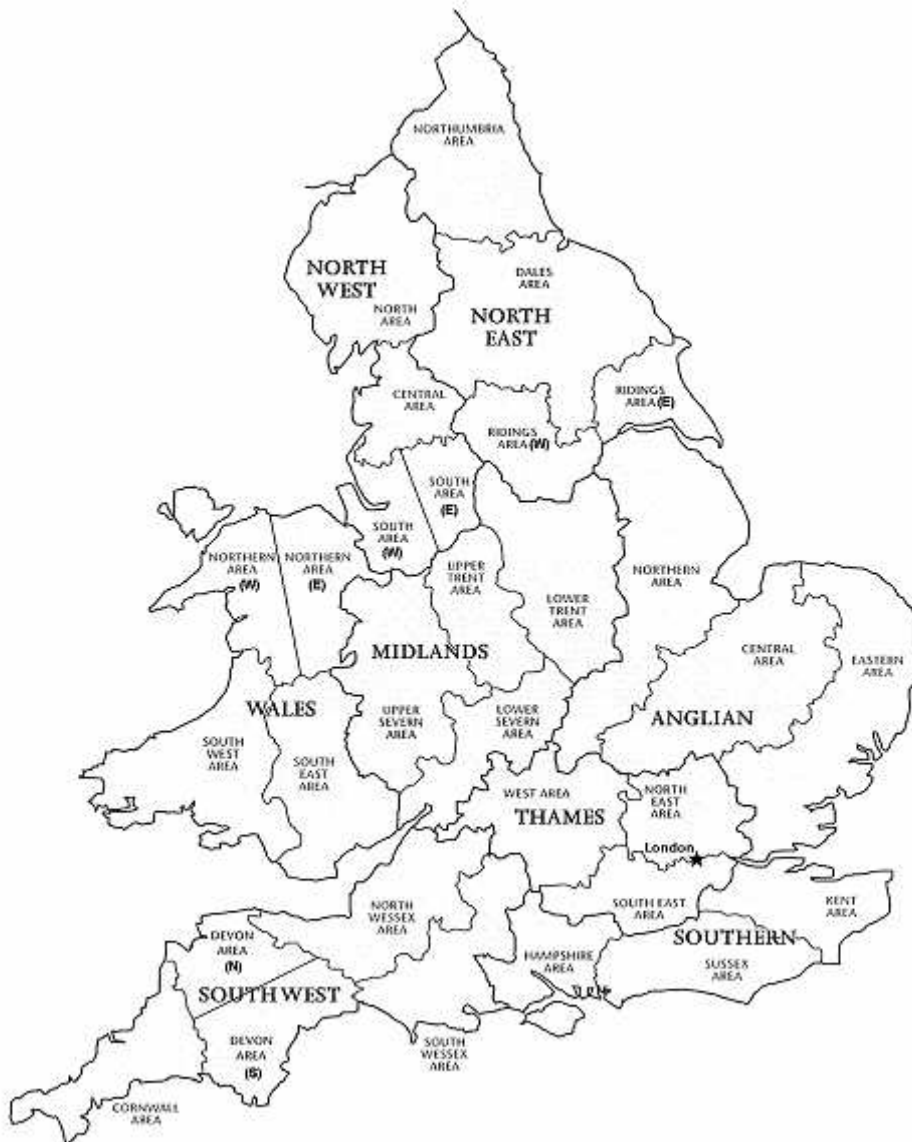 NORTHUMBRIA
AREA
NORTH
WEST
NORTH
AREA
DALES
AREA
NORTH
EAST
CENTRAL
AREA
RIDINGS
AREA (E)
RIDINGS
AREA (W)
SOUTH
AREA
(E)
SOUTH
AREA
(W)
NORTHERN
AREA
(W)
NORTHERN
AREA
(E)
UPPER
TRENT
AREA
NORTHERN
AREA
LOWER
TRENT
AREA
MIDLANDS
CENTRAL
AREA
EASTERN
AREA
WALES
UPPER
SEVERN
AREA
LOWER
SEVERN
AREA
ANGLIAN
SOUTH
WEST
AREA
SOUTH
EAST
AREA
WEST AREA
THAMES
NORTH
EAST
AREA
London
NORTH
WESSEX
AREA
SOUTH EAST
AREA
KENT
AREA
DEVON
AREA
(N)
HAMPSHIRE
AREA
SOUTHERN
SUSSEX
AREA
SOUTH WEST
DEVON
AREA
(S)
SOUTH
WESSEX
AREA
CORNWALL
AREA